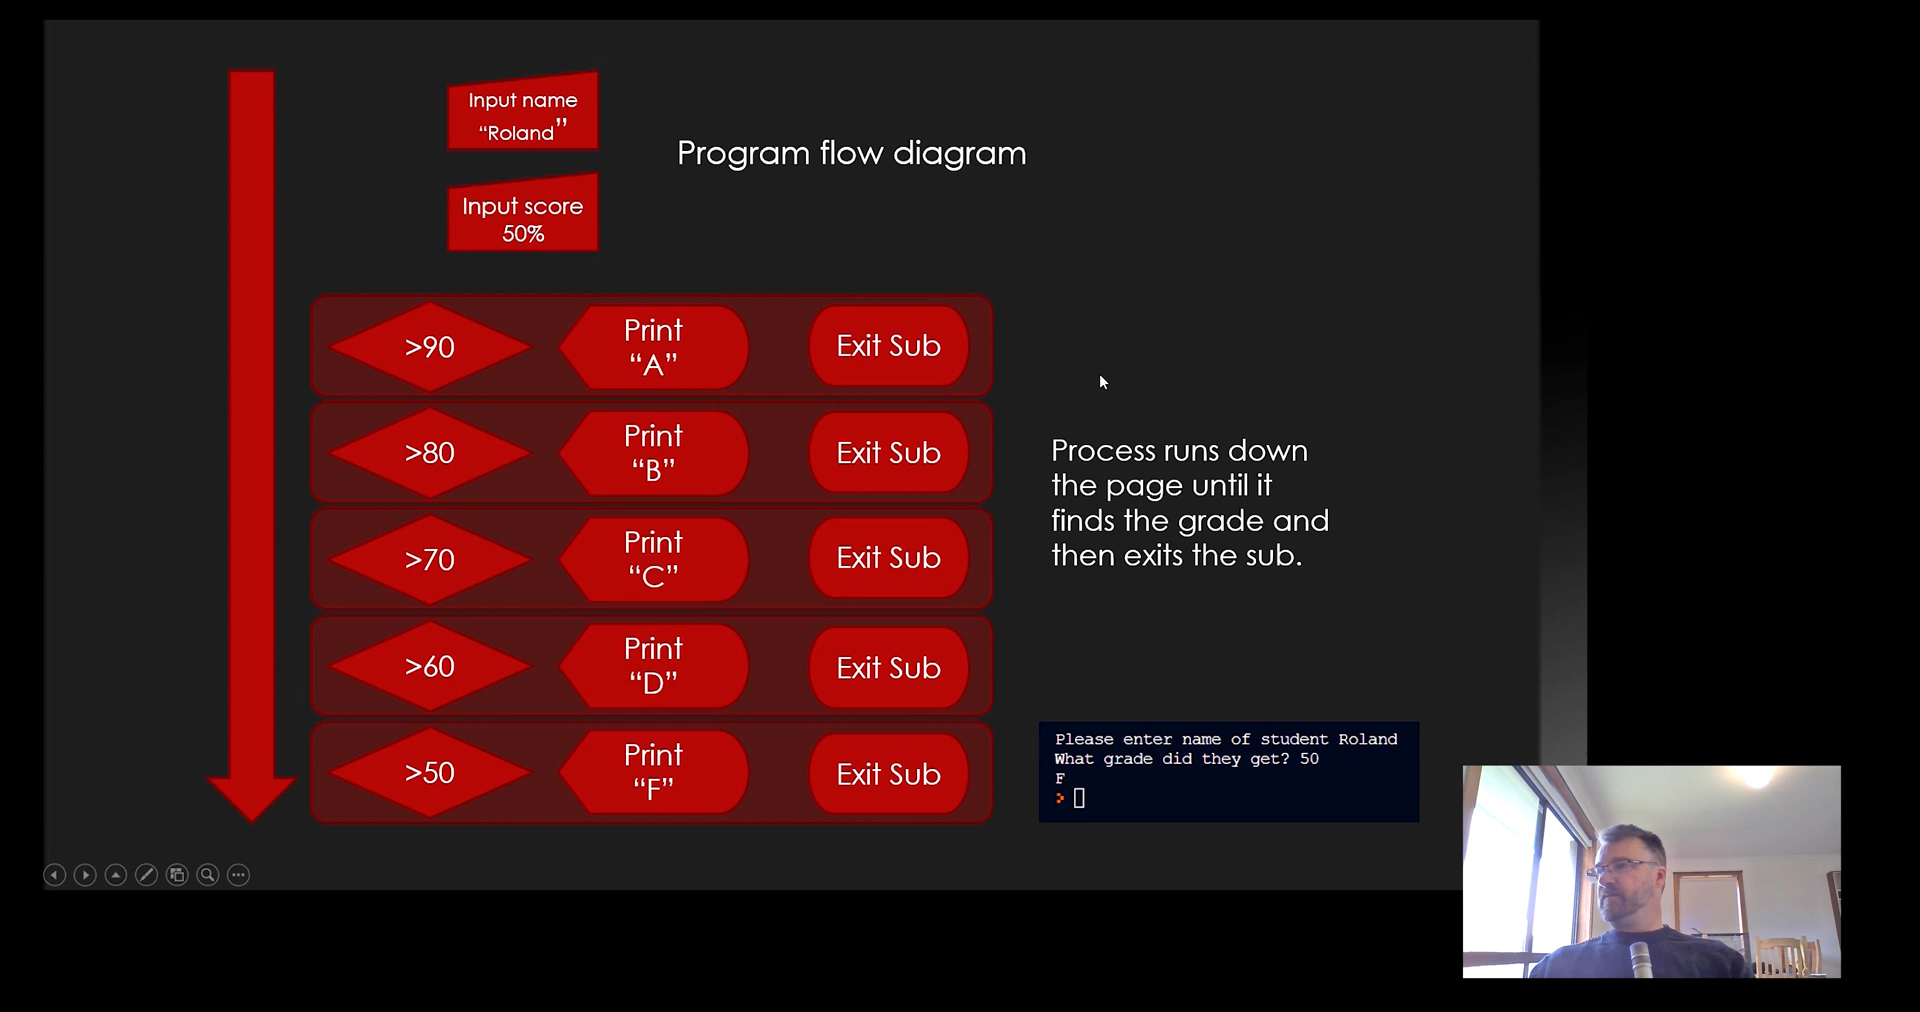 Input name
“Roland”
Program flow diagram
Input score
50%
>90
Print
“A”
Exit Sub
>80
Print
“B”
Exit Sub
>70
Print
“C”
Exit Sub
>60
Print
“D”
Exit Sub
>50
Print
“F”
Exit Sub
Process runs down
the page until it
finds the grade and
then exits the sub.
Please enter name of student Roland
What grade did they get? 50
F
>